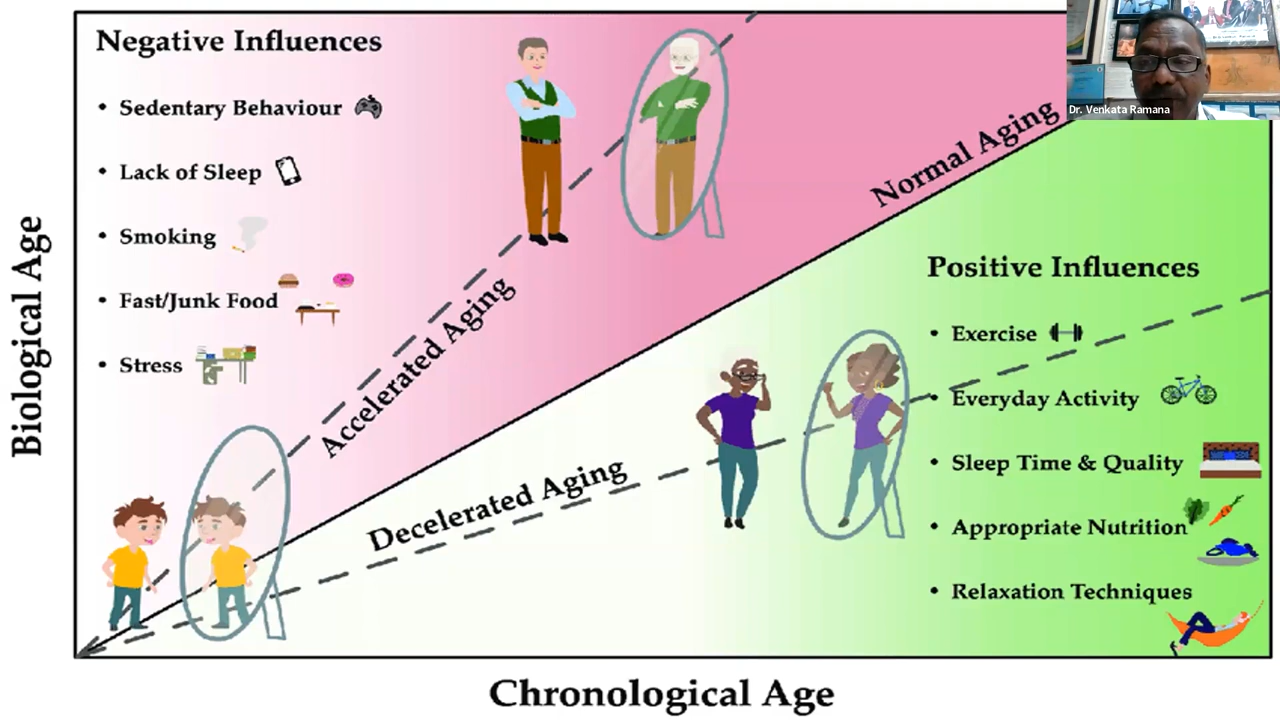 Negative Influences
• Sedentary Behaviour
• Lack of Sleep
• Smoking
• Fast/Junk Food
• Stress
Accelerated Aging
Normal Aging
Decelerated Aging
Dr. Venkata Ramana
Positive Influences
• Exercise
• Everyday Activity
• Sleep Time & Quality
• Appropriate Nutrition
• Relaxation Techniques
Biological Age
Chronological Age